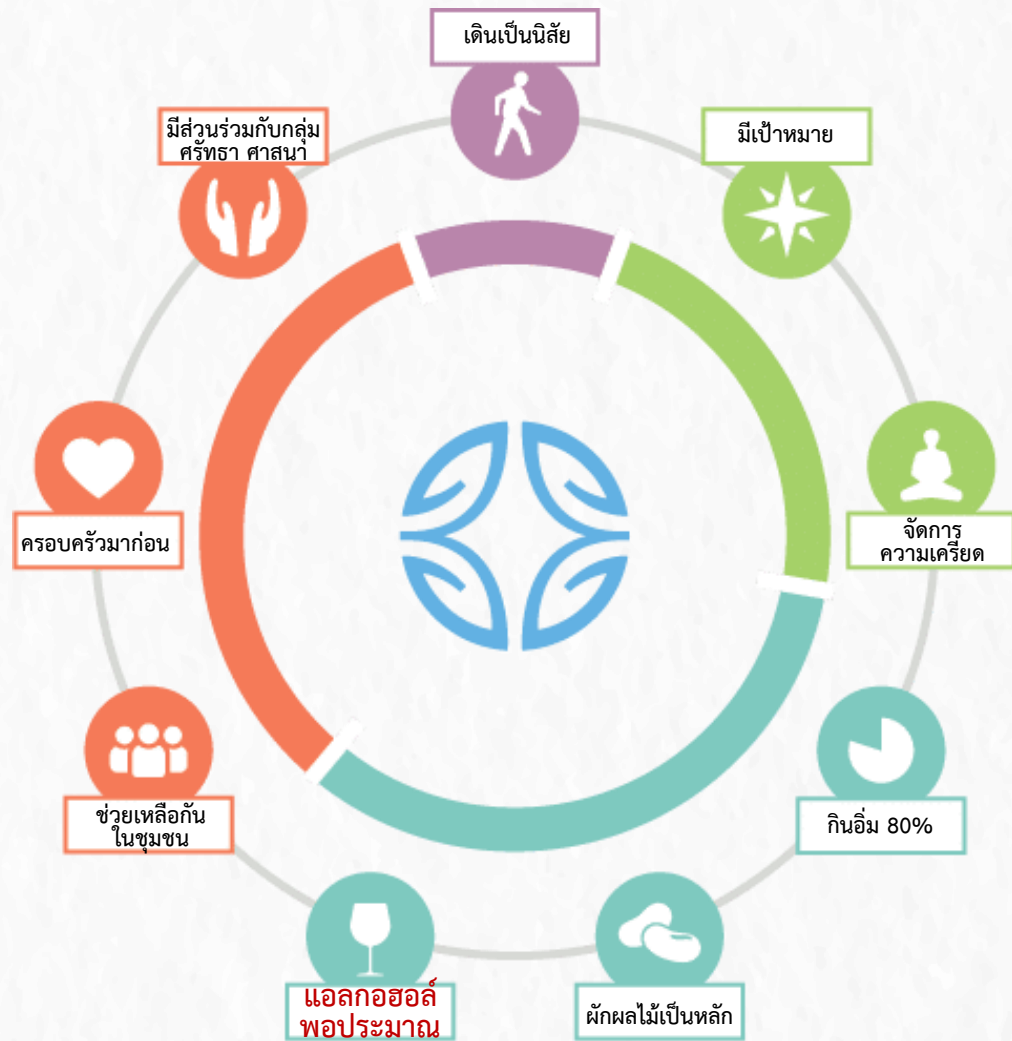 เดินเป็นนิสัย
มีส่วนร่วมกับกลุ่ม
ศรัทธา ศาสนา
มีเป้าหมาย
ครอบครัวมาก่อน
จัดการ
ความเครียด
ช่วยเหลือกัน
ในชุมชน
กินอิ่ม 80%
แอลกอฮอล์
พอประมาณ
ผักผลไม้เป็นหลัก